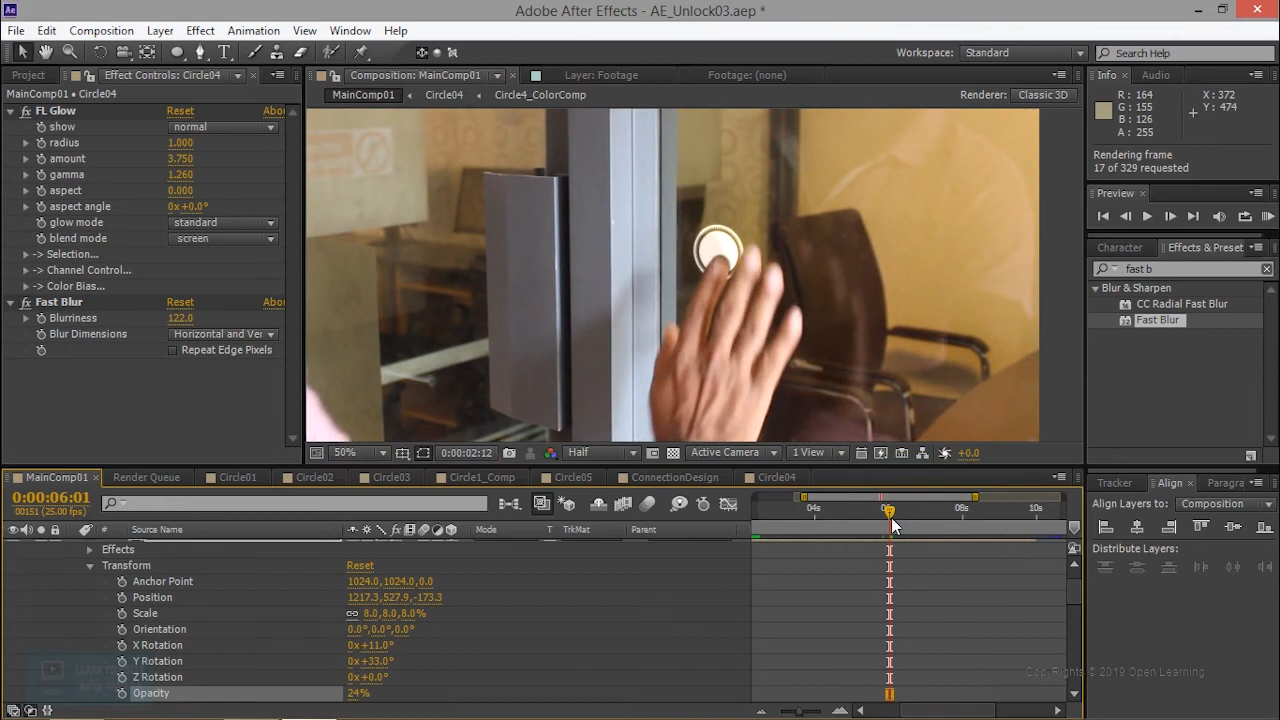 Adobe After Effects - AE_Unlock03.aep *
File Edit Composition Layer Effect Animation View Window Help
Workspace: Standard Search Help
Project Effect Controls: Circle04 Composition: MainComp01 Layer: Footage Footage: (none) Info Audio
MainComp01 • Circle04 MainComp01 Circle04 Circle4_ColorComp Renderer: Classic 3D
FL Glow Reset Abou
show normal
radius 1.000
amount 3.750
gamma 1.260
aspect 0.000
aspect angle 0x +0.0°
glow mode standard
blend mode screen
-> Selection...
-> Channel Control...
-> Color Bias...
Fast Blur Reset Abou
Blurriness 122.0
Blur Dimensions Horizontal and Ver
Repeat Edge Pixels
R: 164 X: 372
G: 155 Y: 474
B: 126
A: 255
Rendering frame
17 of 329 requested
Preview
Character Effects & Preset
fast b
Blur & Sharpen
CC Radial Fast Blur
Fast Blur
50% 0:00:02:12 Half Active Camera 1 View +0.0
MainComp01 Render Queue Circle01 Circle02 Circle03 Circle1_Comp Circle05 ConnectionDesign Circle04
0:00:06:01
00151 (25.00 fps)
04s 08s 10s
# Source Name Mode T TrkMat Parent
Effects
Transform Reset
Anchor Point 1024.0,1024.0,0.0
Position 1217.3,527.9,-173.3
Scale 8.0,8.0,8.0%
Orientation 0.0°,0.0°,0.0°
X Rotation 0x +11.0°
Y Rotation 0x +33.0°
Z Rotation 0x +0.0°
Opacity 24%
Tracker Align Paragra
Align Layers to: Composition
Distribute Layers:
Cop Rights © 2019 Open Learning